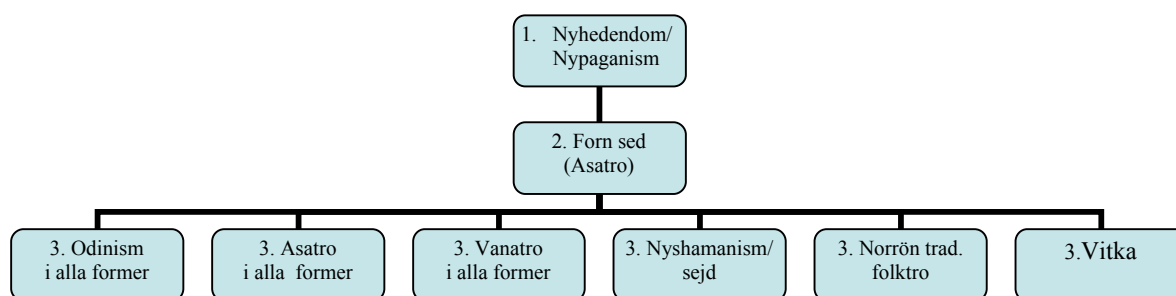 1. Nyhedendom/
Nypaganism
2. Forn sed
(Asatro)
3. Odinism
i alla former
3. Asatro
i alla former
3. Vanatro
i alla former
3. Nyshamanism/
sejd
3. Norrön trad.
folktro
3.Vitka